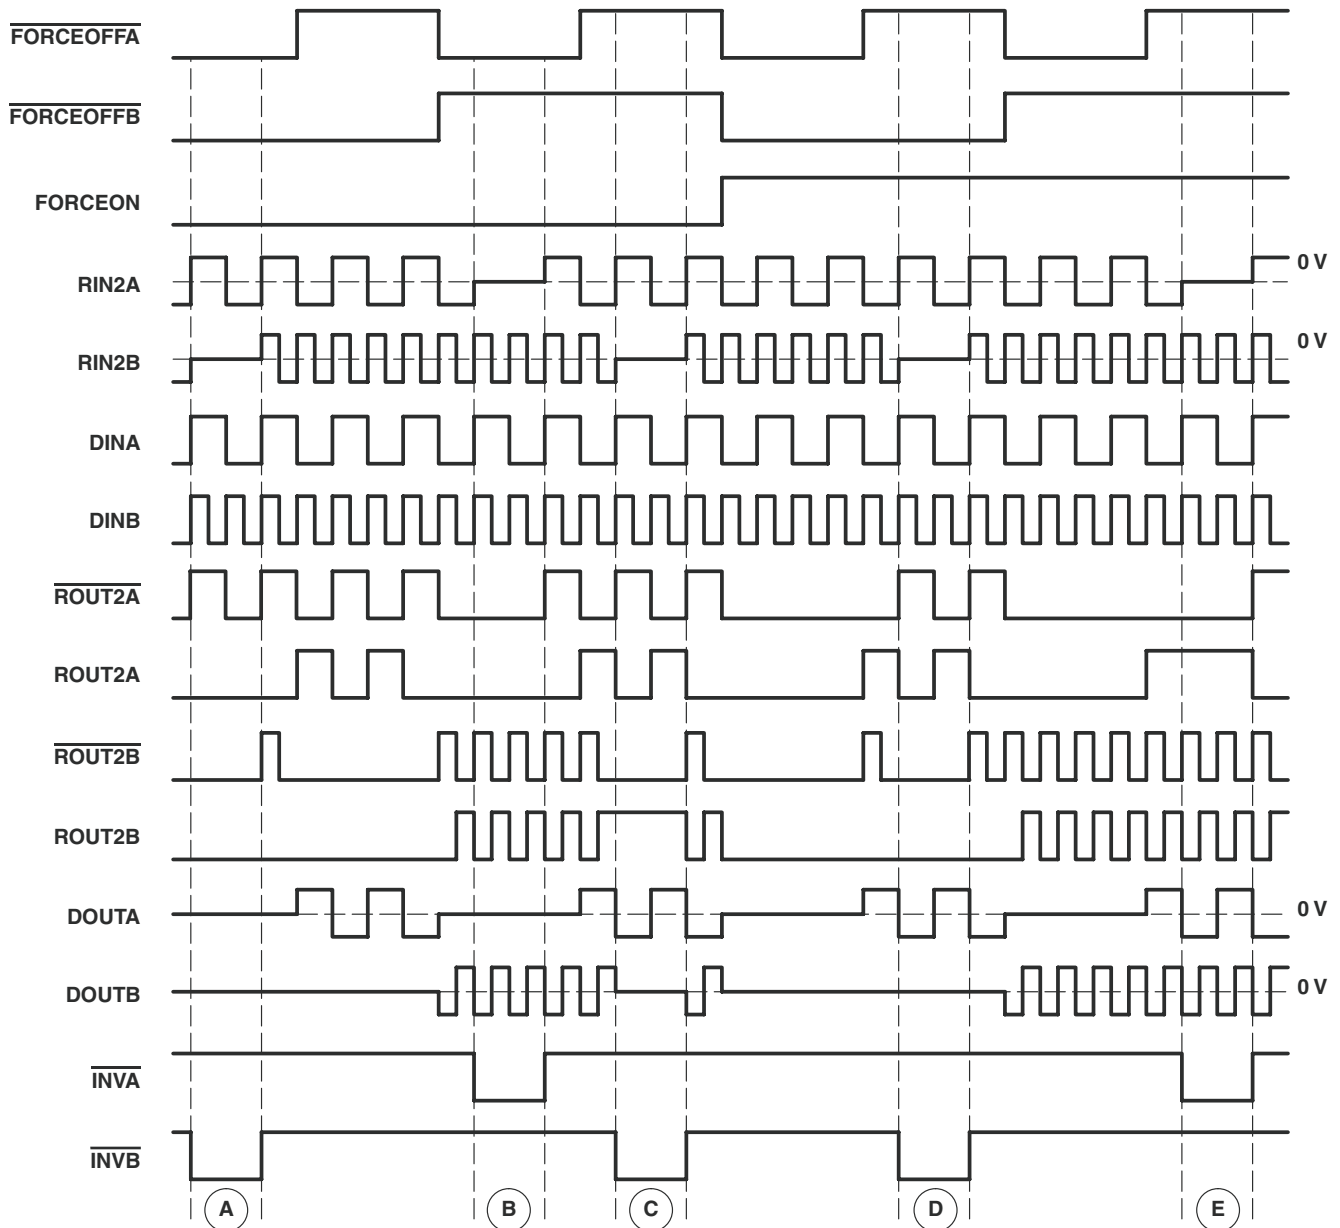 FORCEOFFA
FORCEOFFB
FORCEON
RIN2A
0 V
RIN2B
0 V
DINA
DINB
ROUT2A
ROUT2A
ROUT2B
ROUT2B
DOUTA
0 V
DOUTB
0 V
INVA
INVB
A
B
C
D
E